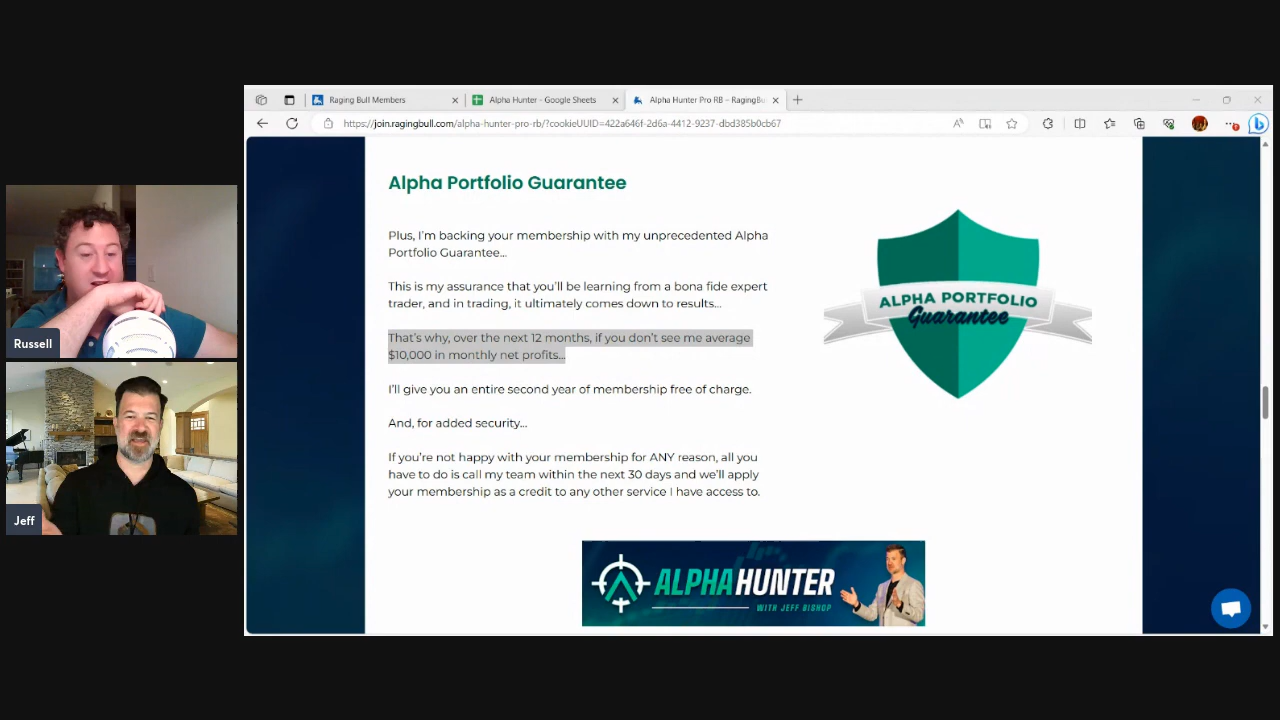 Raging Bull Members
Alpha Hunter - Google Sheets
Alpha Hunter Pro RB – RagingBu
https://join.ragingbull.com/alpha-hunter-pro-rb/?cookieUUID=422a646f-2d6a-4412-9237-dbd385b0cb67
Alpha Portfolio Guarantee
Plus, I'm backing your membership with my unprecedented Alpha
Portfolio Guarantee...
This is my assurance that you'll be learning from a bona fide expert
trader, and in trading, it ultimately comes down to results...
That's why, over the next 12 months, if you don't see me average
$10,000 in monthly net profits...
I'll give you an entire second year of membership free of charge.
And, for added security...
If you're not happy with your membership for ANY reason, all you
have to do is call my team within the next 30 days and we'll apply
your membership as a credit to any other service I have access to.
ALPHA PORTFOLIO
Guarantee
ALPHA HUNTER
WITH JEFF BISHOP
Russell
Jeff